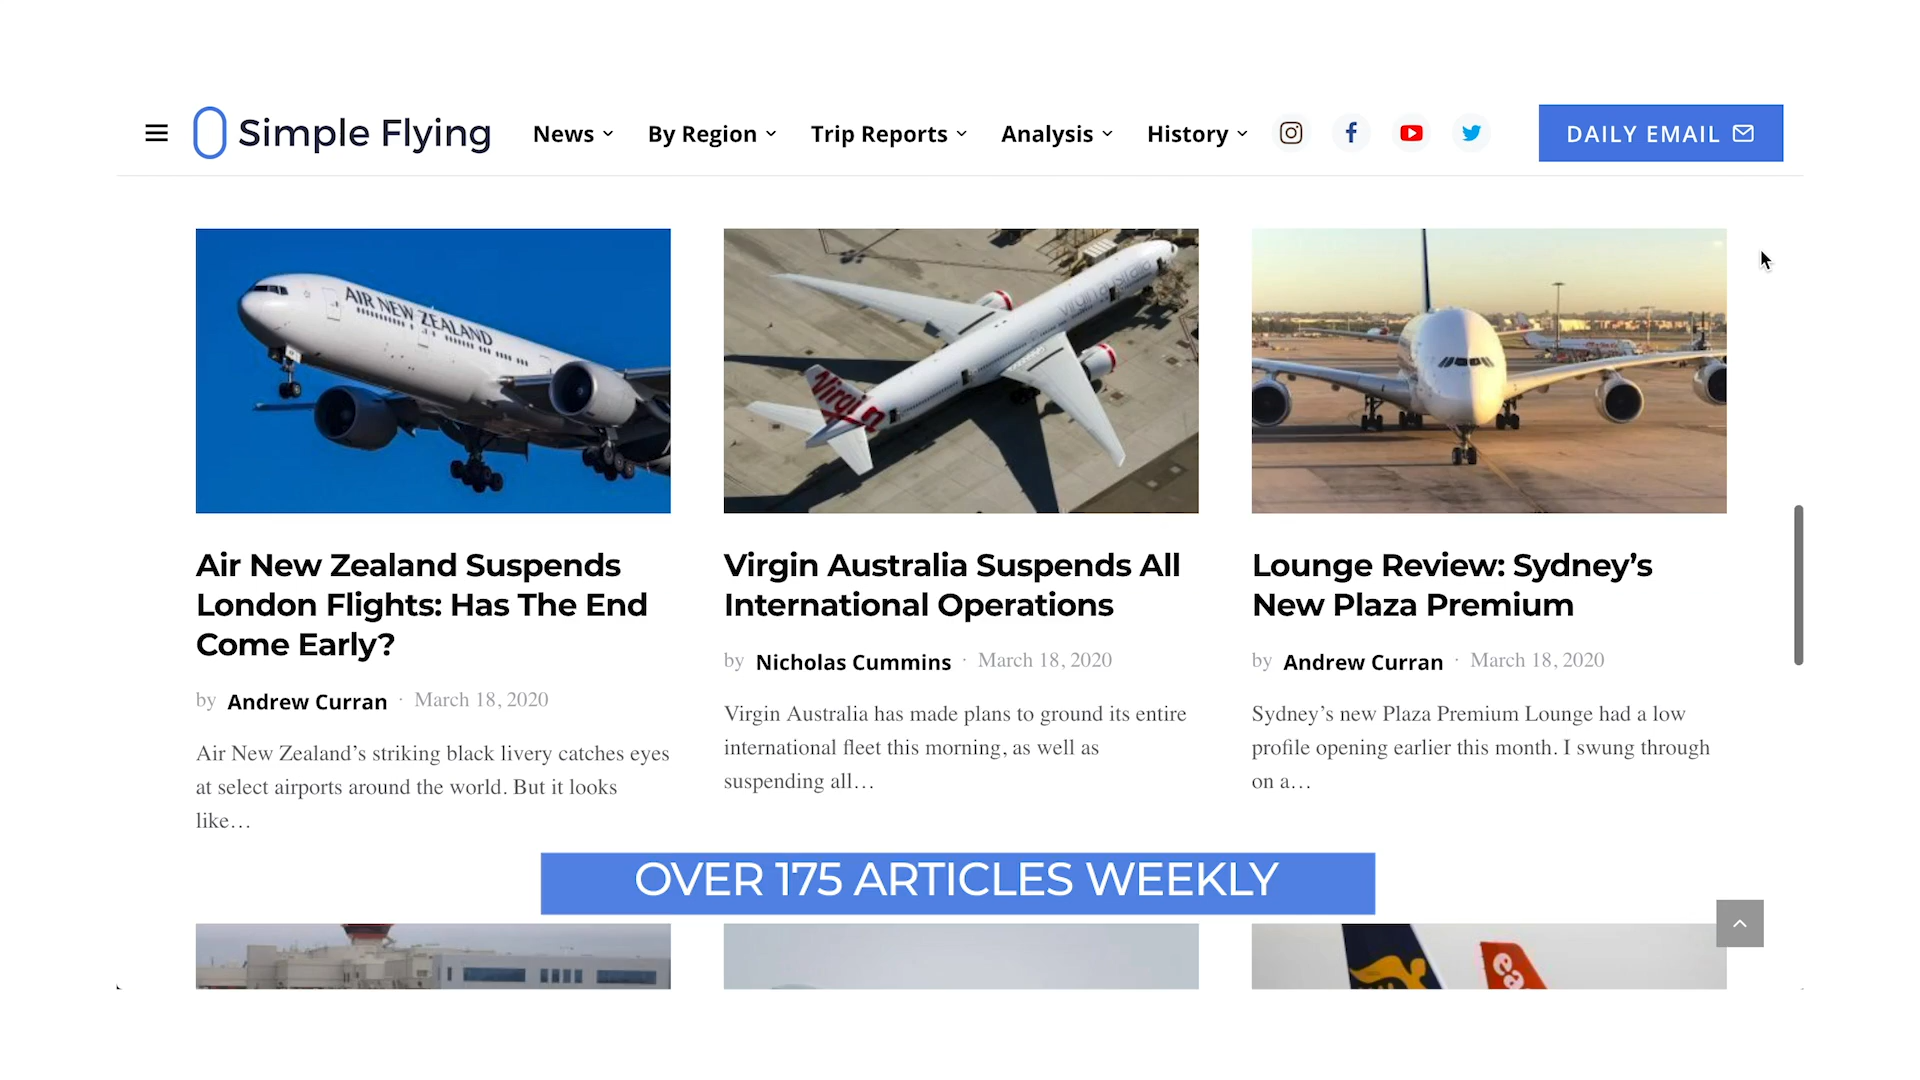 Simple Flying
News
By Region
Trip Reports
Analysis
History
DAILY EMAIL
AIR NEW ZEALAND
Virgin
virgin australia
Air New Zealand Suspends
London Flights: Has The End
Come Early?
by Andrew Curran · March 18, 2020
Air New Zealand’s striking black livery catches eyes
at select airports around the world. But it looks
like…
Virgin Australia Suspends All
International Operations
by Nicholas Cummins · March 18, 2020
Virgin Australia has made plans to ground its entire
international fleet this morning, as well as
suspending all…
Lounge Review: Sydney’s
New Plaza Premium
by Andrew Curran · March 18, 2020
Sydney’s new Plaza Premium Lounge had a low
profile opening earlier this month. I swung through
on a…
OVER 175 ARTICLES WEEKLY
ea